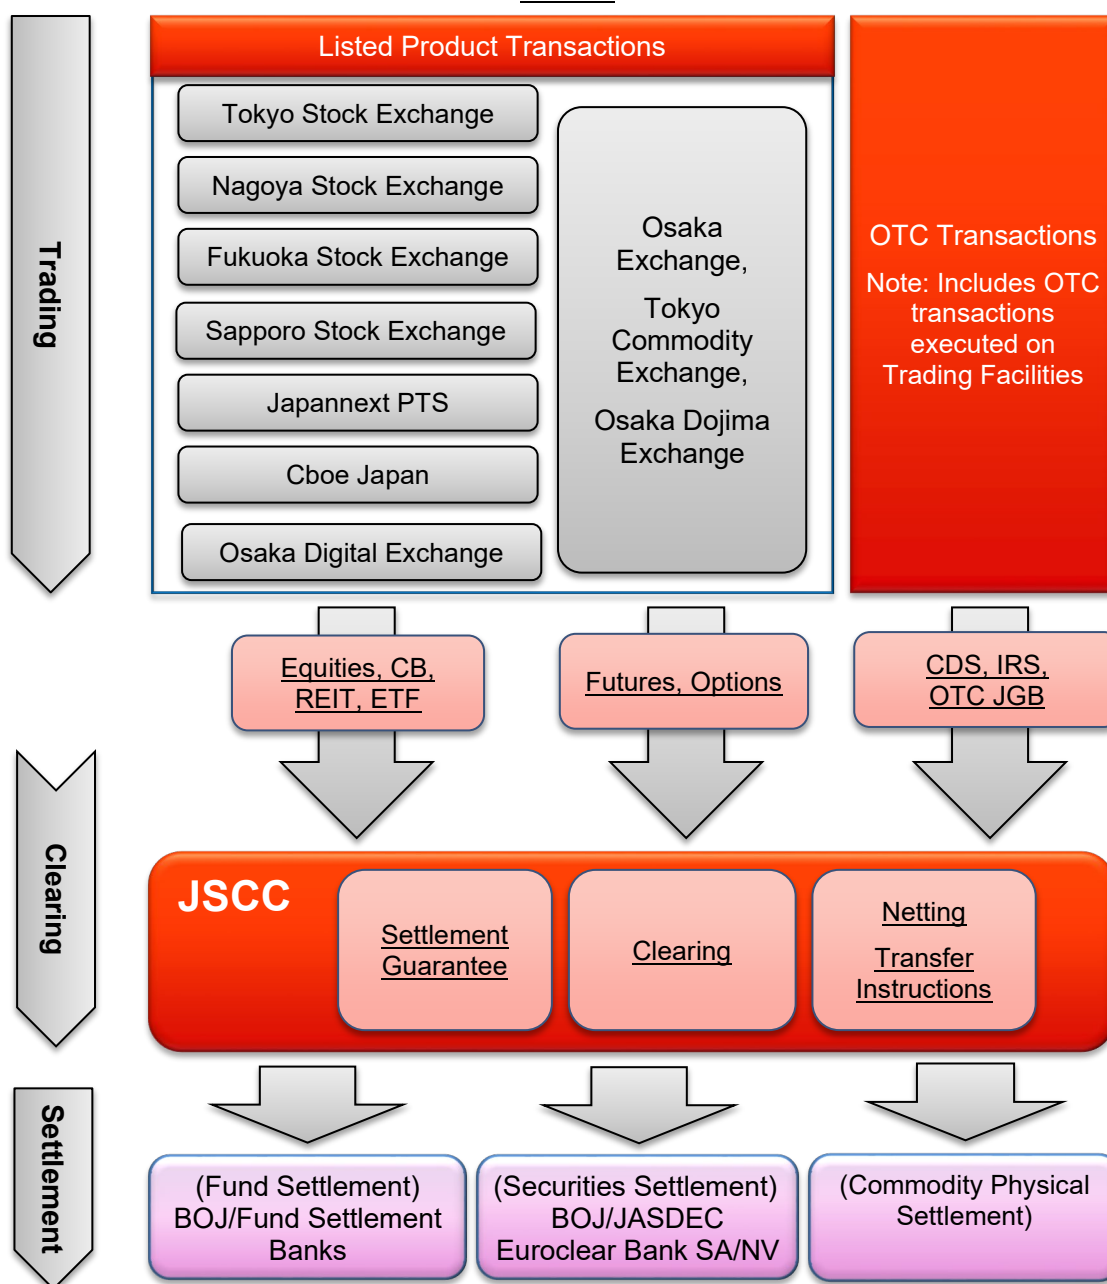 Trading
Listed Product Transactions
Tokyo Stock Exchange
Nagoya Stock Exchange
Fukuoka Stock Exchange
Sapporo Stock Exchange
Japannext PTS
Cboe Japan
Osaka Digital Exchange
Osaka
Exchange,
Tokyo
Commodity
Exchange,
Osaka Dojima
Exchange
OTC Transactions
Note: Includes OTC
transactions
executed on
Trading Facilities
Equities, CB,
REIT, ETF
Futures, Options
CDS, IRS,
OTC JGB
Clearing
JSCC
Settlement
Guarantee
Clearing
Netting
Transfer
Instructions
Settlement
(Fund Settlement)
BOJ/Fund Settlement
Banks
(Securities Settlement)
BOJ/JASDEC
Euroclear Bank SA/NV
(Commodity Physical
Settlement)